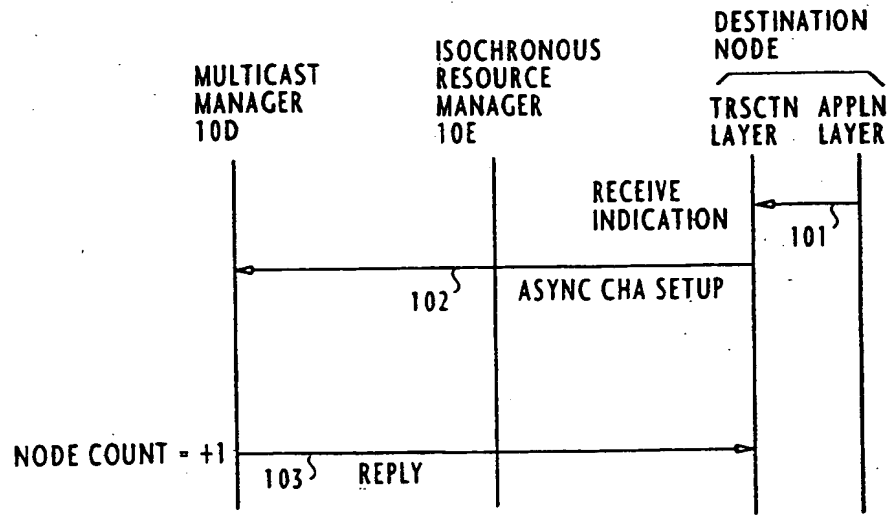 DESTINATION
NODE
ISOCHRONOUS
RESOURCE
MANAGER
10E
MULTICAST
MANAGER
10D
TRSCTN
LAYER
APPLN
LAYER
RECEIVE
INDICATION
101
102
ASYNC CHA SETUP
NODE COUNT = +1
103
REPLY